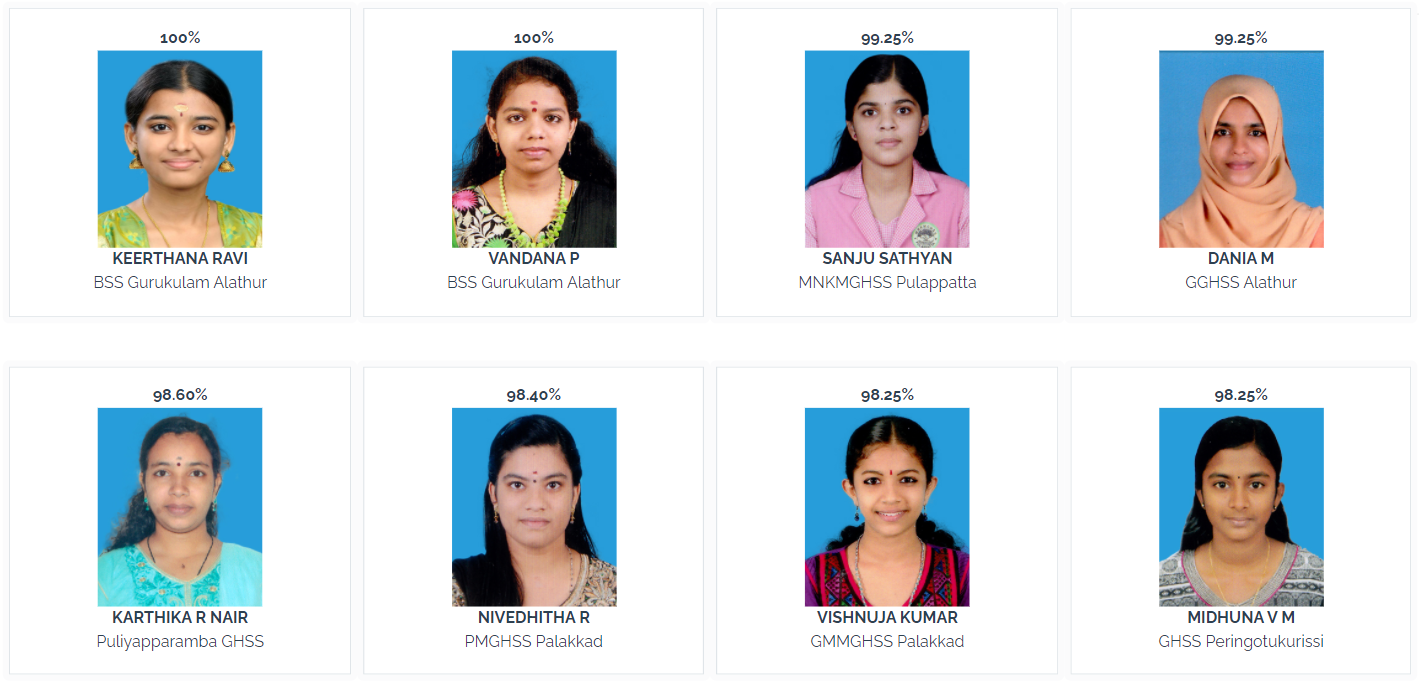 100%
KEERTHANA RAVI
BSS Gurukulam Alathur
100%
VANDANA P
BSS Gurukulam Alathur
99.25%
SANJU SATHYAN
MNKMGHSS Pulappatta
99.25%
DANIA M
GGHSS Alathur
98.60%
KARTHIKA R NAIR
Puliyapparamba GHSS
98.40%
NIVEDHITHA R
PMGHSS Palakkad
98.25%
VISHNUJA KUMAR
GMMGHSS Palakkad
98.25%
MIDHUNA V M
GHSS Peringotukurissi